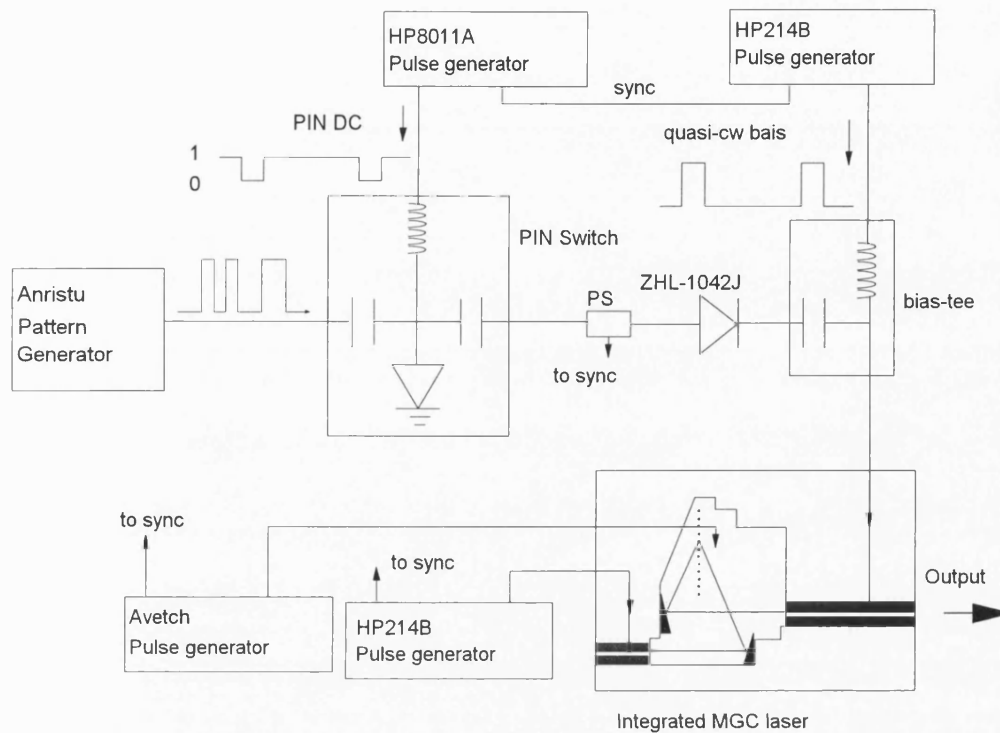 HP8011A
Pulse generator
HP214B
Pulse generator
sync
PIN DC
quasi-cw bais
1
0
PIN Switch
ZHL-1042J
bias-tee
Anristu
Pattern
Generator
PS
to sync
to sync
to sync
Output
Avetch
Pulse generator
HP214B
Pulse generator
Integrated MGC laser